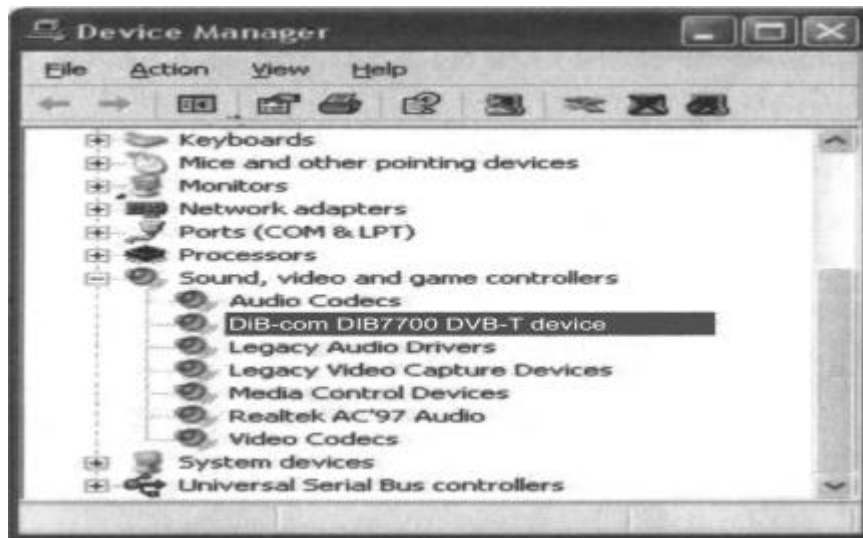 Device Manager
File Action View Help
Keyboards
Mice and other pointing devices
Monitors
Network adapters
Ports (COM & LPT)
Processors
Sound, video and game controllers
Audio Codecs
DiB-com DIB7700 DVB-T device
Legacy Audio Drivers
Legacy Video Capture Devices
Media Control Devices
Realtek AC'97 Audio
Video Codecs
System devices
Universal Serial Bus controllers